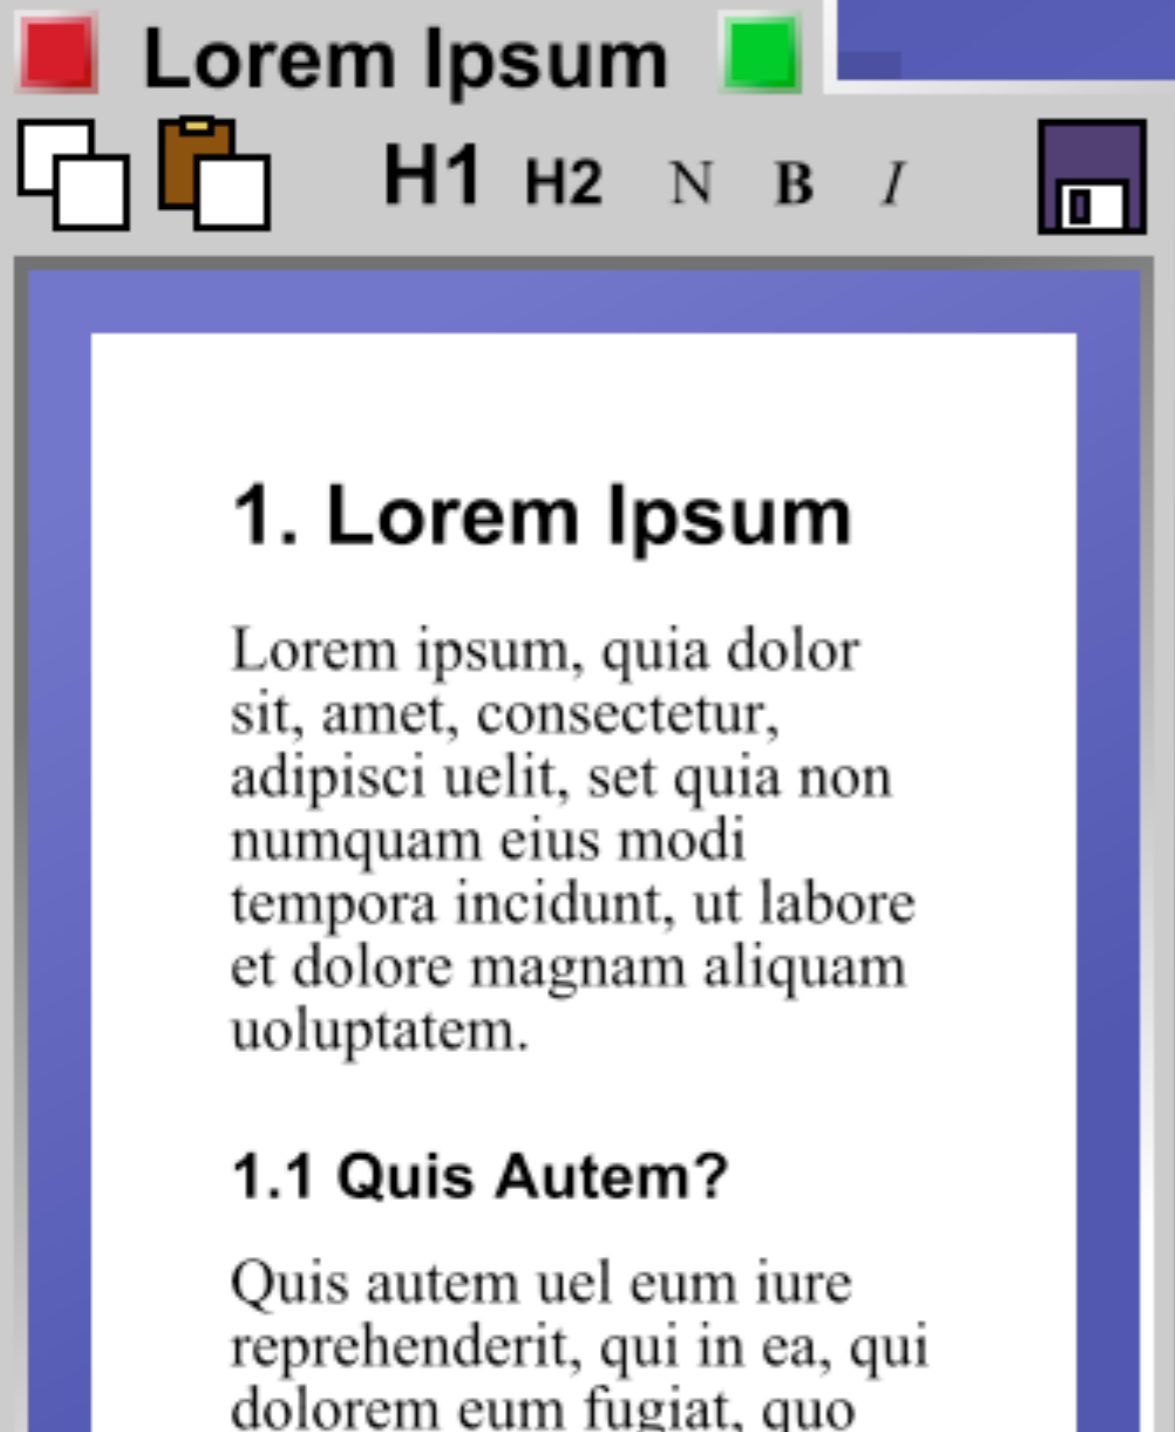 Lorem Ipsum
H1 H2 N B I
1. Lorem Ipsum
Lorem ipsum, quia dolor
sit, amet, consectetur,
adipisci uelit, set quia non
numquam eius modi
tempora incidunt, ut labore
et dolore magnam aliquam
uoluptatem.
1.1 Quis Autem?
Quis autem uel eum iure
reprehenderit, qui in ea, qui
dolorem eum fugiat, quo